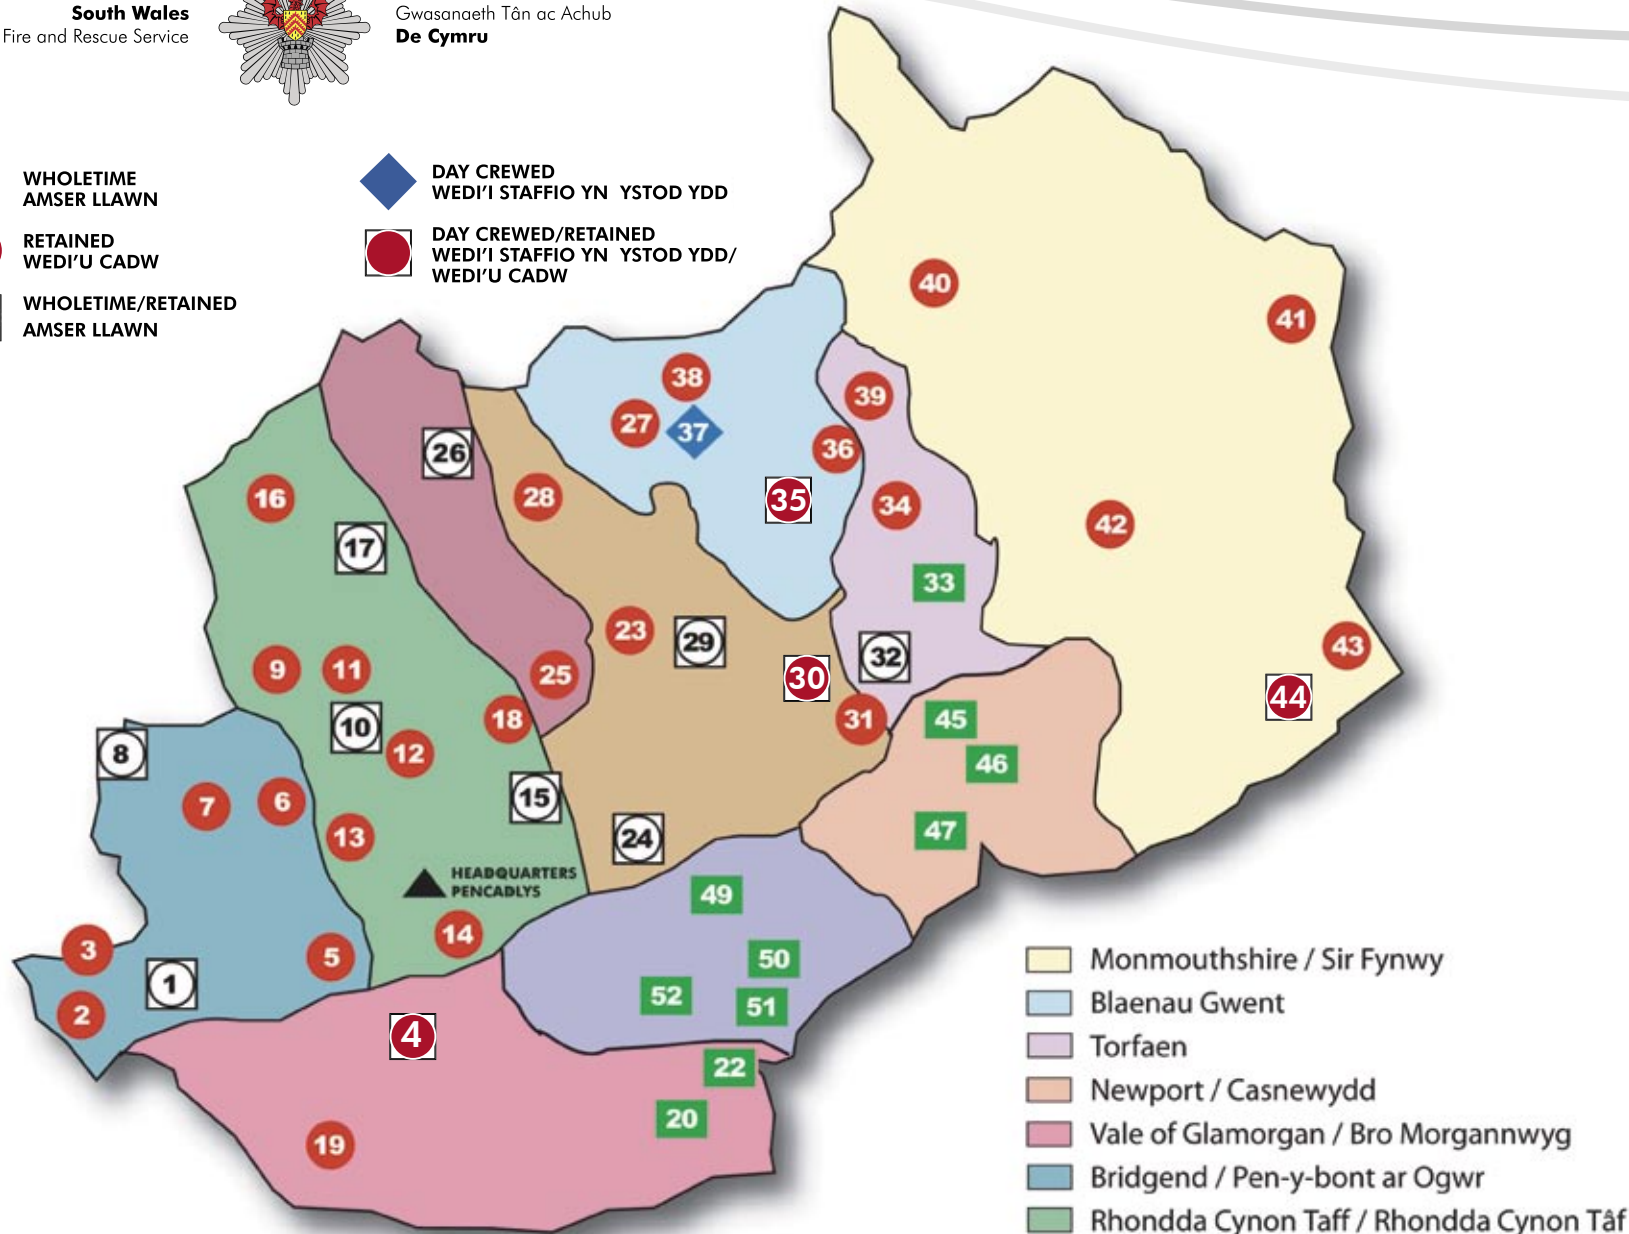 South Wales
Fire and Rescue Service
Gwasanaeth Tân ac Achub
De Cymru
WHOLETIME
AMSER LLAWN
RETAINED
WEDI'U CADW
WHOLETIME/RETAINED
AMSER LLAWN
DAY CREWED
WEDI'I STAFFIO YN YSTOD YDD
DAY CREWED/RETAINED
WEDI'I STAFFIO YN YSTOD YDD/
WEDI'U CADW
40
41
38
39
27
37
36
26
16
28
35
34
42
17
33
23
29
32
43
9
11
25
30
44
18
31
45
10
8
12
46
7
6
15
13
24
47
HEADQUARTERS
PENCADLYS
49
14
3
5
50
1
52
51
2
4
22
20
19
Monmouthshire / Sir Fynwy
Blaenau Gwent
Torfaen
Newport / Casnewydd
Vale of Glamorgan / Bro Morgannwyg
Bridgend / Pen-y-bont ar Ogwr
Rhondda Cynon Taff / Rhondda Cynon Tâf